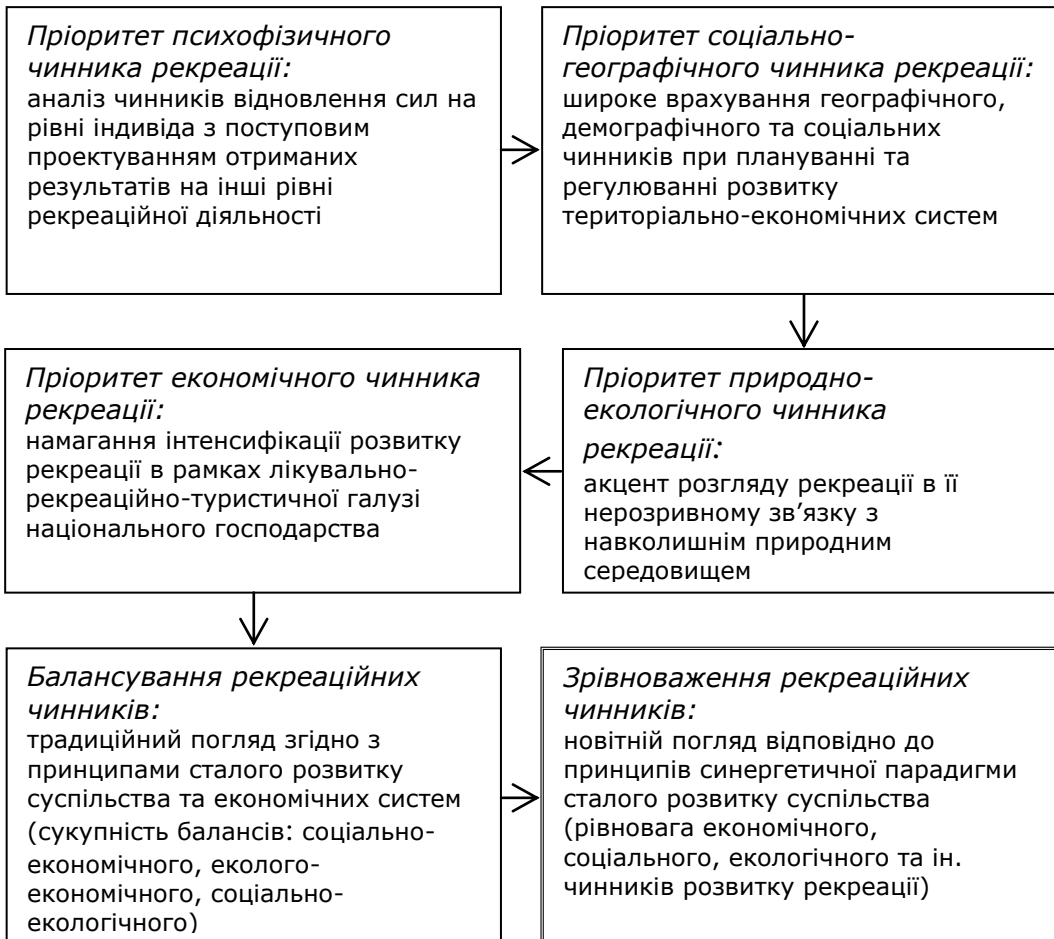 Пріоритет психофізичного
чинника рекреації:
аналіз чинників відновлення сил на
рівні індивіда з поступовим
проектуванням отриманих
результатів на інші рівні
рекреаційної діяльності
Пріоритет соціально-
географічного чинника рекреації:
широке врахування географічного,
демографічного та соціальних
чинників при плануванні та
регулюванні розвитку
територіально-економічних систем
Пріоритет природно-
екологічного чинника
рекреації:
акцент розгляду рекреації в її
нерозривному зв’язку з
навколишнім природним
середовищем
Пріоритет економічного чинника
рекреації:
намагання інтенсифікації розвитку
рекреації в рамках лікувально-
рекреаційно-туристичної галузі
національного господарства
Балансування рекреаційних
чинників:
традиційний погляд згідно з
принципами сталого розвитку
суспільства та економічних систем
(сукупність балансів: соціально-
економічного, еколого-
економічного, соціально-
екологічного)
Зрівноваження рекреаційних
чинників:
новітній погляд відповідно до
принципів синергетичної парадигми
сталого розвитку суспільства
(рівновага економічного,
соціального, екологічного та ін.
чинників розвитку рекреації)